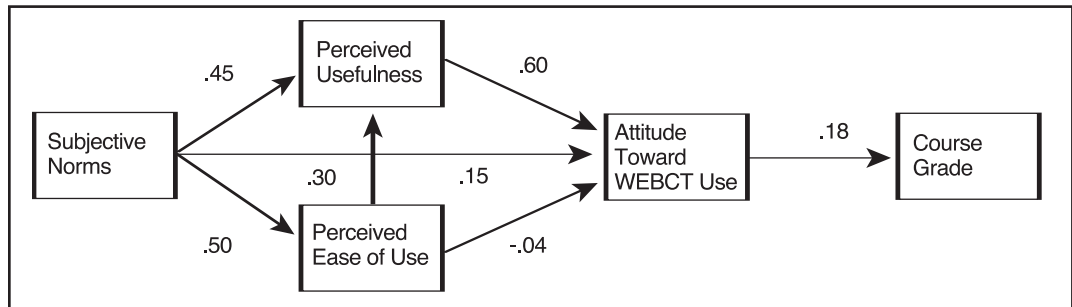 Perceived
Usefulness
.45
.60
Subjective
Norms
Attitude
Toward
WEBCT Use
.18
Course
Grade
.30
.15
.50
Perceived
Ease of Use
-.04